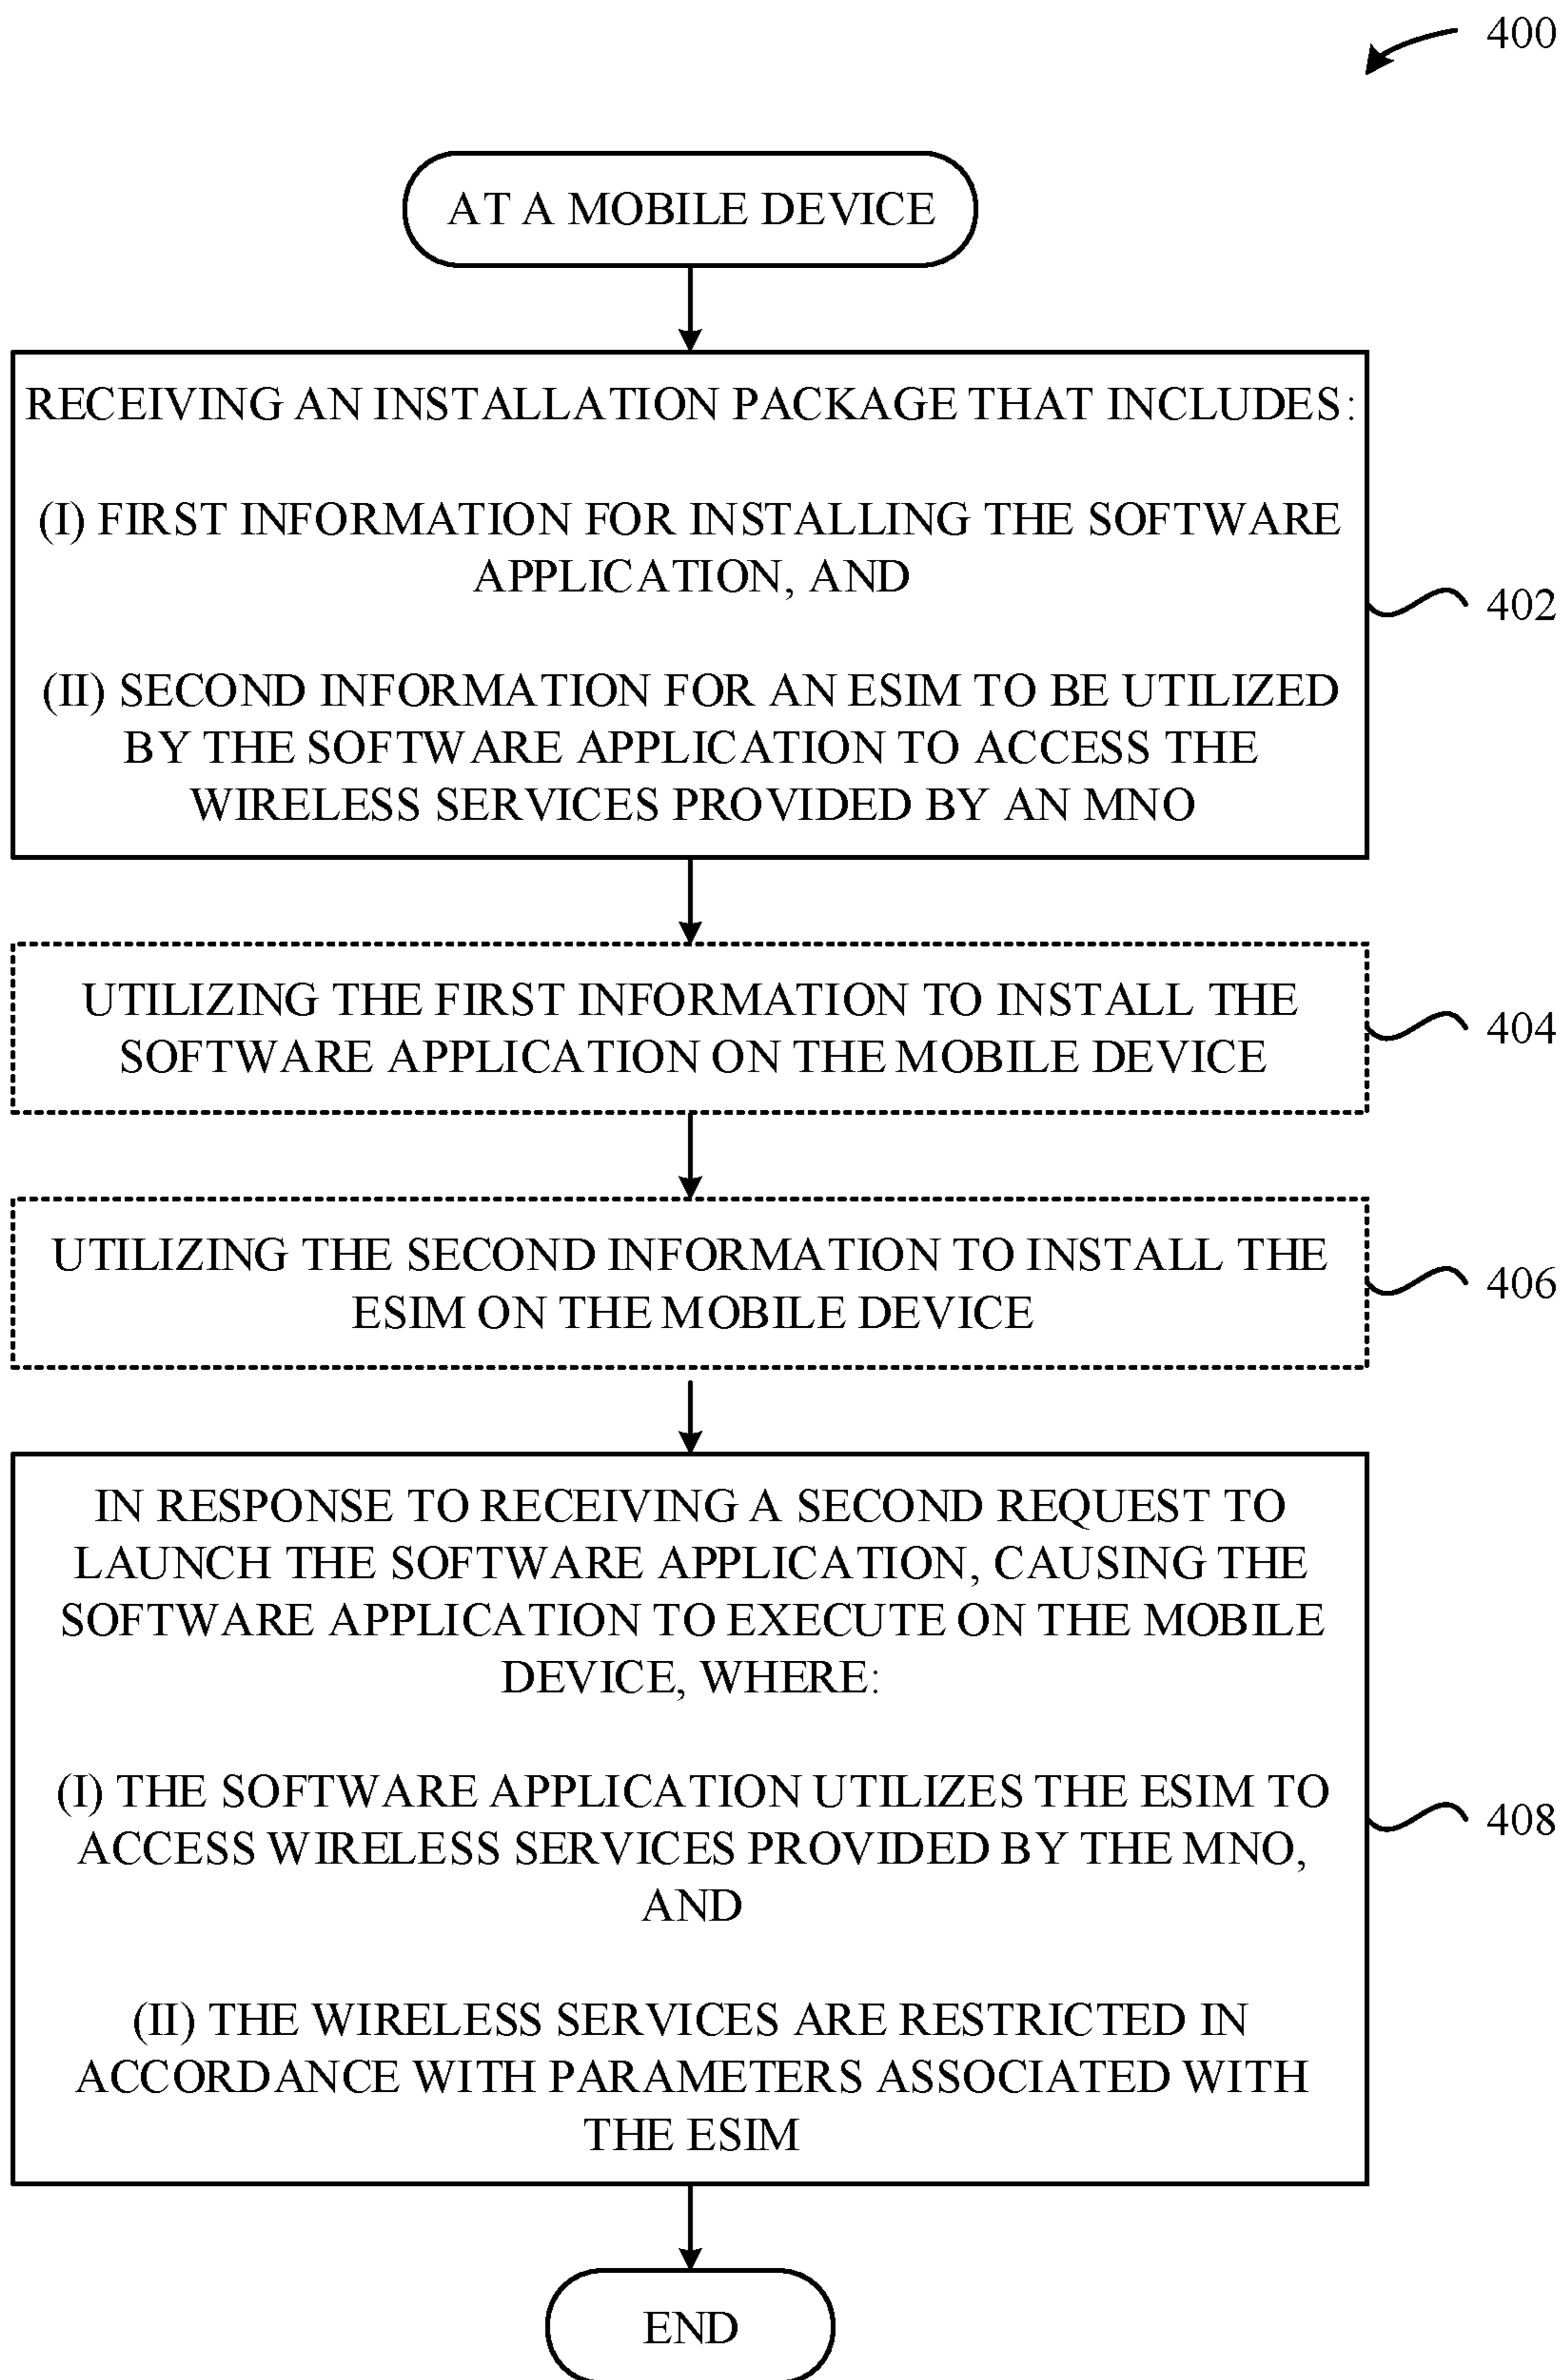 400
AT A MOBILE DEVICE
RECEIVING AN INSTALLATION PACKAGE THAT INCLUDES:
(I) FIRST INFORMATION FOR INSTALLING THE SOFTWARE
APPLICATION, AND
(II) SECOND INFORMATION FOR AN ESIM TO BE UTILIZED
BY THE SOFTWARE APPLICATION TO ACCESS THE
WIRELESS SERVICES PROVIDED BY AN MNO
402
UTILIZING THE FIRST INFORMATION TO INSTALL THE
SOFTWARE APPLICATION ON THE MOBILE DEVICE
404
UTILIZING THE SECOND INFORMATION TO INSTALL THE
ESIM ON THE MOBILE DEVICE
406
IN RESPONSE TO RECEIVING A SECOND REQUEST TO
LAUNCH THE SOFTWARE APPLICATION, CAUSING THE
SOFTWARE APPLICATION TO EXECUTE ON THE MOBILE
DEVICE, WHERE:
(I) THE SOFTWARE APPLICATION UTILIZES THE ESIM TO
ACCESS WIRELESS SERVICES PROVIDED BY THE MNO,
AND
(II) THE WIRELESS SERVICES ARE RESTRICTED IN
ACCORDANCE WITH PARAMETERS ASSOCIATED WITH
THE ESIM
408
END